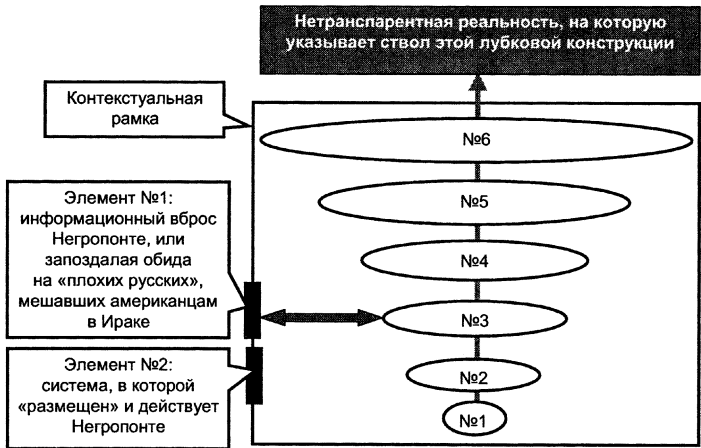 Нетранспарентная реальность, на которую
указывает ствол этой лубковой конструкции
Контекстуальная
рамка
Элемент №1:
информационный вброс
Негропонте, или
запоздалая обида
на «плохих русских»,
мешавших американцам
в Ираке
Элемент №2:
система, в которой
«размещен» и действует
Негропонте
№6
№5
№4
№3
№2
№1